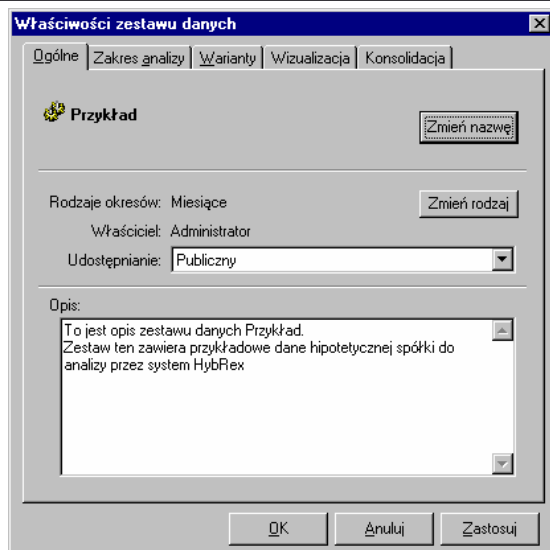 Właściwości zestawu danych
Ogólne Zakres analizy Warianty Wizualizacja Konsolidacja
Przykład
Zmień nazwę
Rodzaje okresów: Miesiące
Zmień rodzaj
Właściciel: Administrator
Udostępnianie: Publiczny
Opis:
To jest opis zestawu danych Przykład.
Zestaw ten zawiera przykładowe dane hipotetycznej spółki do
analizy przez system HybRex
OK Anuluj Zastosuj